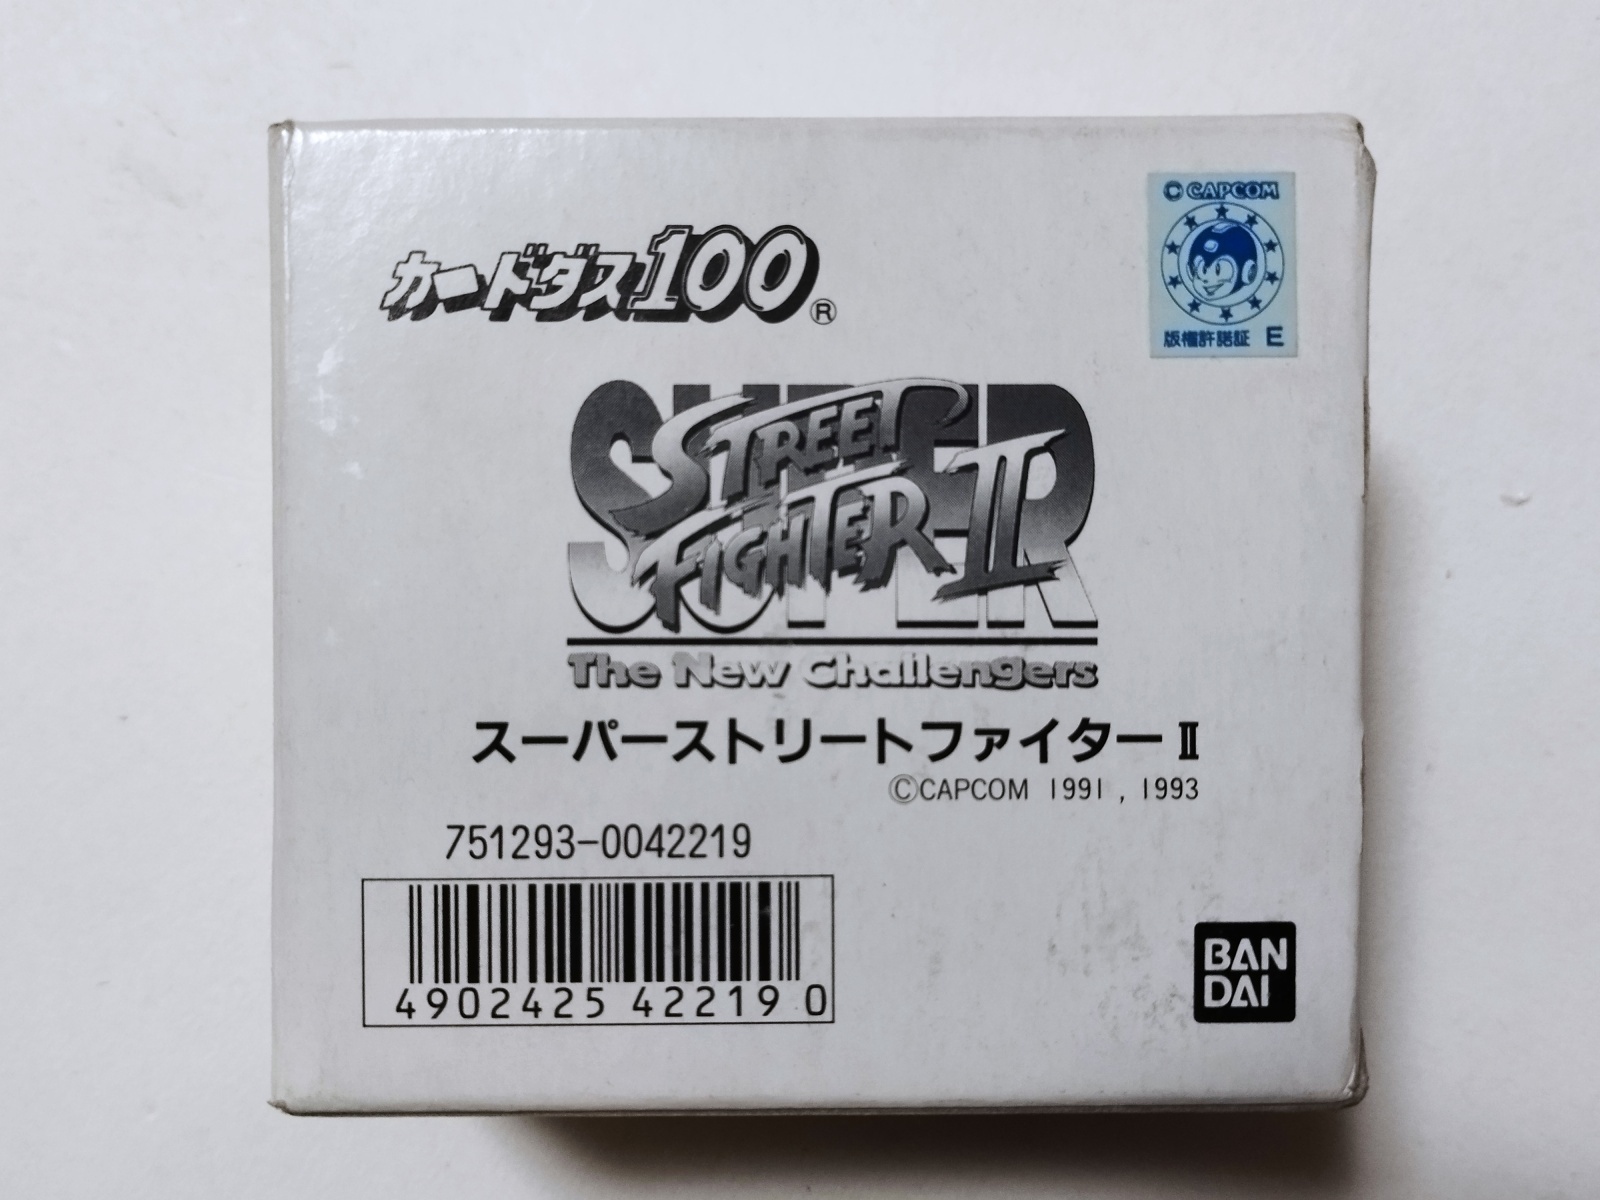 © CAPCOM
版権許諾証 E
カードダス100®
SUPER
STREET
FIGHTER II
The New Challengers
スーパーストリートファイターⅡ
©CAPCOM 1991, 1993
751293-0042219
4902425 422190
BAN
DAI